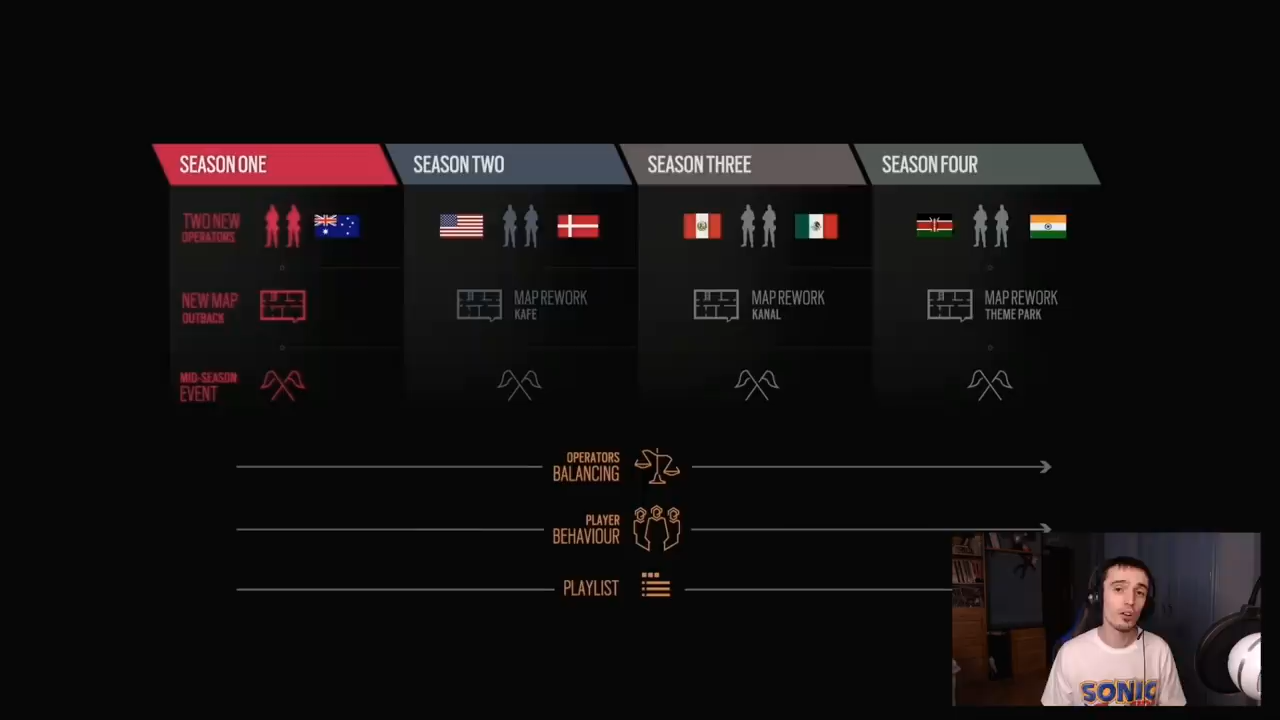 SEASON ONE
SEASON TWO
SEASON THREE
SEASON FOUR
TWO NEW
OPERATORS
NEW MAP
OUTBACK
MAP REWORK
KAFE
MAP REWORK
KANAL
MAP REWORK
THEME PARK
MID-SEASON
EVENT
OPERATORS
BALANCING
PLAYER
BEHAVIOUR
PLAYLIST
SONIC